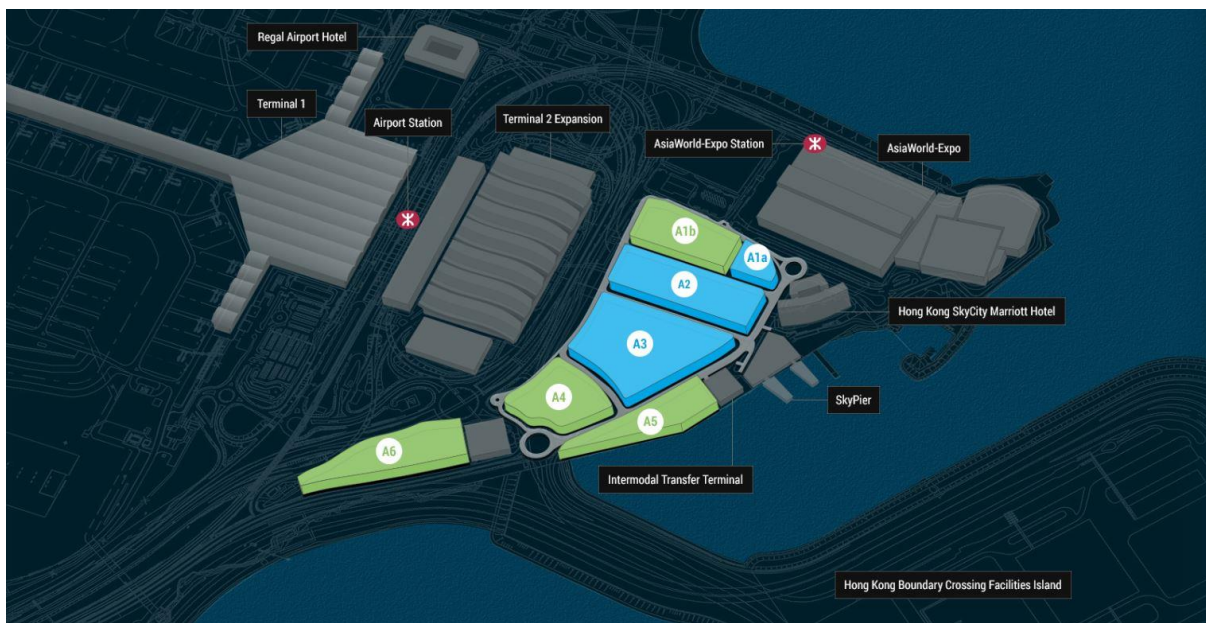 Regal Airport Hotel
Terminal 1
Airport Station
Terminal 2 Expansion
AsiaWorld-Expo Station
AsiaWorld-Expo
A1b
A1a
A2
Hong Kong SkyCity Marriott Hotel
A3
A4
SkyPier
A5
A6
Intermodal Transfer Terminal
Hong Kong Boundary Crossing Facilities Island